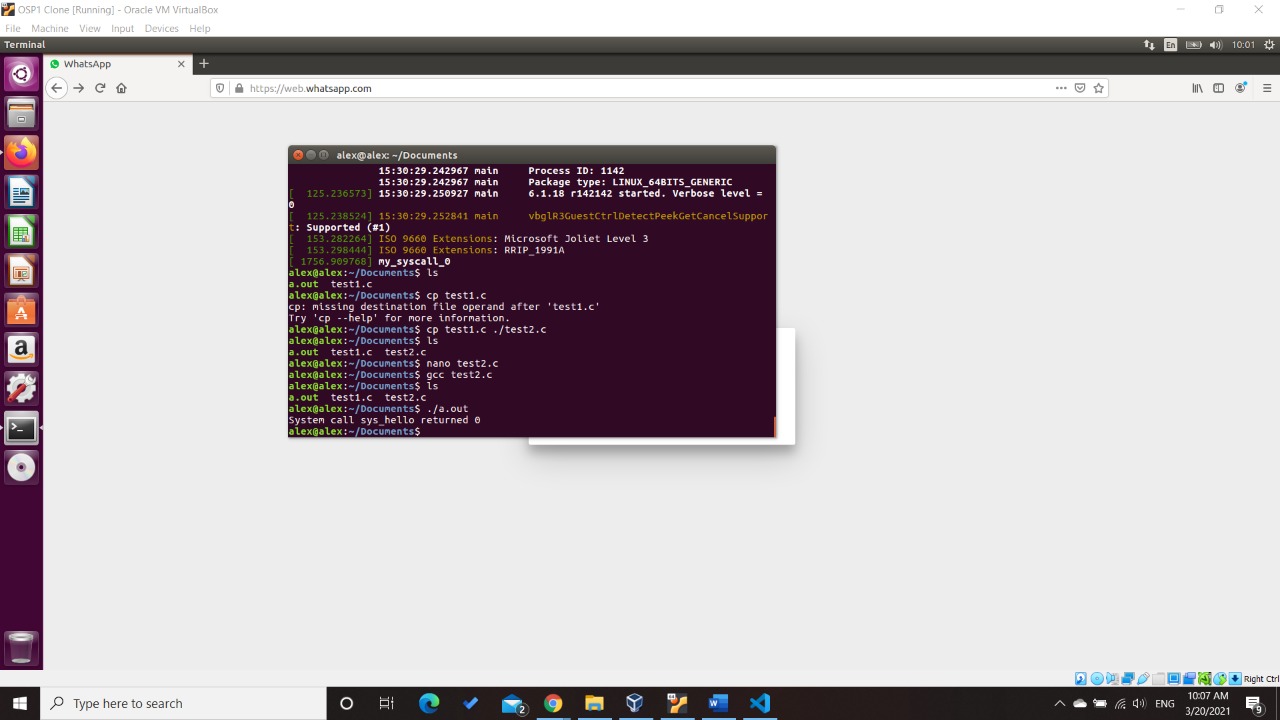 OSP1 Clone [Running] - Oracle VM VirtualBox
File Machine View Input Devices Help
Terminal En 10:01
WhatsApp
https://web.whatsapp.com
alex@alex: ~/Documents
15:30:29.242967 main Process ID: 1142
15:30:29.242967 main Package type: LINUX_64BITS_GENERIC
[ 125.236573] 15:30:29.250927 main 6.1.18 r142142 started. Verbose level =
0
[ 125.238524] 15:30:29.252841 main vbglR3GuestCtrlDetectPeekGetCancelSuppor
t: Supported (#1)
[ 153.282264] ISO 9660 Extensions: Microsoft Joliet Level 3
[ 153.298444] ISO 9660 Extensions: RRIP_1991A
[ 1756.909768] my_syscall_0
alex@alex:~/Documents$ ls
a.out test1.c
alex@alex:~/Documents$ cp test1.c
cp: missing destination file operand after 'test1.c'
Try 'cp --help' for more information.
alex@alex:~/Documents$ cp test1.c ./test2.c
alex@alex:~/Documents$ ls
a.out test1.c test2.c
alex@alex:~/Documents$ nano test2.c
alex@alex:~/Documents$ gcc test2.c
alex@alex:~/Documents$ ls
a.out test1.c test2.c
alex@alex:~/Documents$ ./a.out
System call sys_hello returned 0
alex@alex:~/Documents$
Right Ctrl
Type here to search
2
ENG
10:07 AM
3/20/2021
9